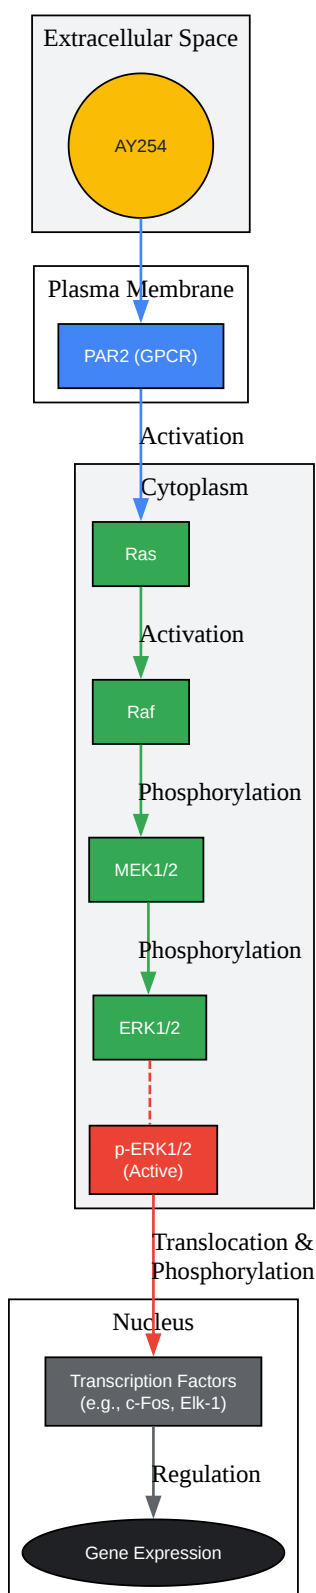 Extracellular Space
AY254
Plasma Membrane
PAR2 (GPCR)
Activation
Cytoplasm
Ras
Activation
Raf
Phosphorylation
MEK1/2
Phosphorylation
ERK1/2
p-ERK1/2
(Active)
Translocation &
Phosphorylation
Nucleus
Transcription Factors
(e.g., c-Fos, Elk-1)
Regulation
Gene Expression